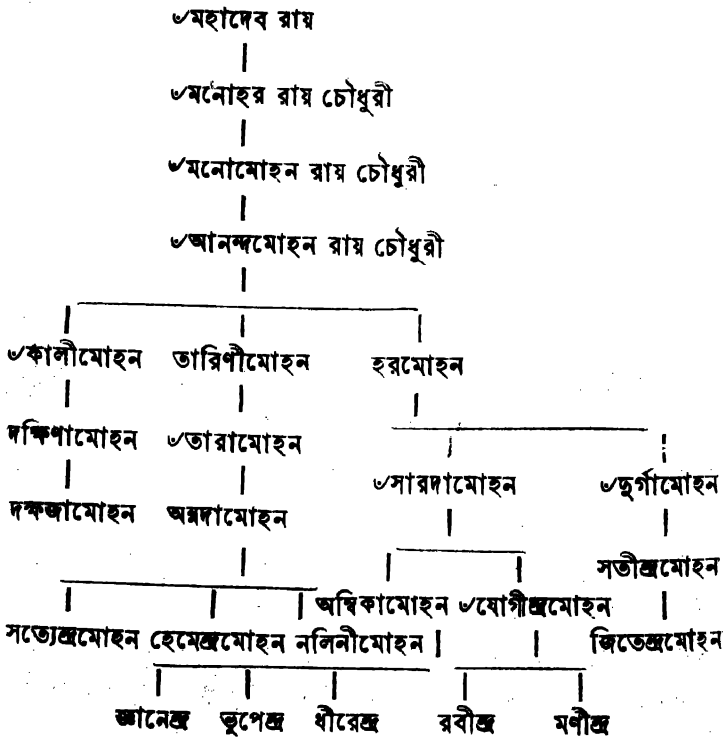 ৺মহাদেব রায়
৺মনোহর রায় চৌধুরী
৺মনোমোহন রায় চৌধুরী
৺আনন্দমোহন রায় চৌধুরী
৺কালীমোহন তারিণীমোহন হরমোহন
দক্ষিণামোহন ৺তারামোহন
৺সারদামোহন ৺দুর্গামোহন
দক্ষজামোহন অন্নদামোহন
সতীন্দ্রমোহন
অম্বিকামোহন ৺যোগীন্দ্রমোহন
সত্যেন্দ্রমোহন হেমেন্দ্রমোহন নলিনীমোহন জিতেন্দ্রমোহন
জ্ঞানেন্দ্র ভূপেন্দ্র ধীরেন্দ্র রবীন্দ্র মণীন্দ্র